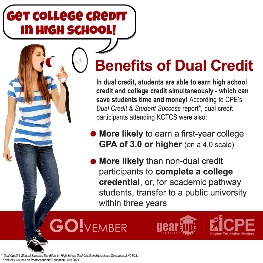 GET COLLEGE CREDIT
IN HIGH SCHOOL!
Benefits of Dual Credit
In dual credit, students are able to earn high school
credit and college credit simultaneously - which can
save students time and money! According to CPE's
Dual Credit & Student Success report*, dual credit
participants attending KCTCS were also:
More likely to earn a first-year college
GPA of 3.0 or higher (on a 4.0 scale)
More likely than non-dual credit
participants to complete a college
credential, or, for academic pathway
students, transfer to a public university
within three years
GO!VEMBER
gear up
CPE